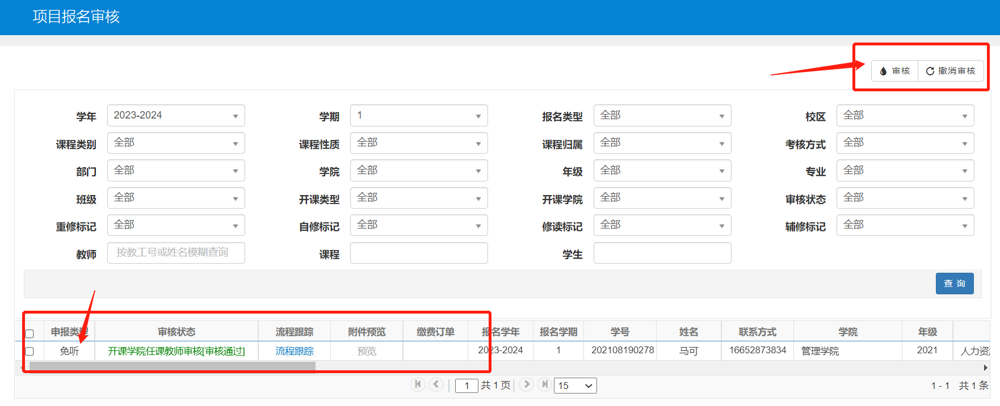 项目报名审核
审核 撤消审核
学年 2023-2024 学期 1 报名类型 全部 校区 全部
课程类别 全部 课程性质 全部 课程归属 全部 考核方式 全部
部门 全部 学院 全部 年级 全部 专业 全部
班级 全部 开课类型 全部 开课学院 全部 审核状态 全部
重修标记 全部 自修标记 全部 修读标记 全部 辅修标记 全部
教师 按教工号或姓名模糊查询 课程 学生
查 询
申报类型 审核状态 流程跟踪 附件预览 缴费订单 报名学年 报名学期 学号 姓名 联系方式 学院 年级
免听 开课学院任课教师审核[审核通过] 流程跟踪 预览 2023-2024 1 202108190278 马可 16652873834 管理学院 2021 人力资
1 共 1 页 15 1 - 1 共 1 条